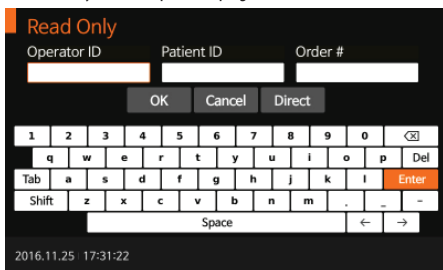 Read Only
Operator ID Patient ID Order #
OK Cancel Direct
1 2 3 4 5 6 7 8 9 0
q w e r t y u i o p Del
Tab a s d f g h j k l Enter
Shift z x c v b n m . _ -
Space ← →
2016.11.25 17:31:22